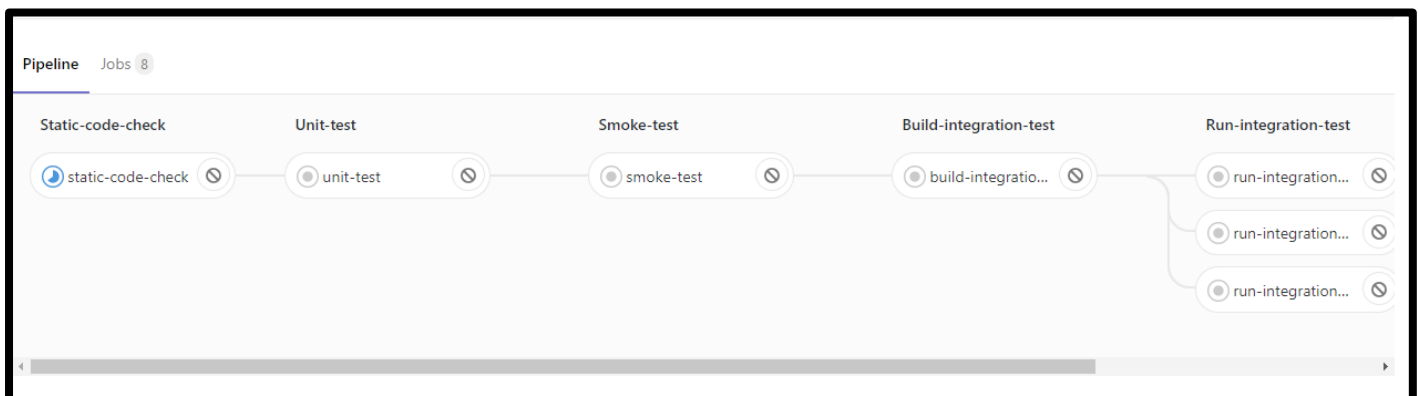 Pipeline Jobs 8
Static-code-check Unit-test Smoke-test Build-integration-test Run-integration-test
static-code-check unit-test smoke-test build-integratio... run-integration...
run-integration...
run-integration...